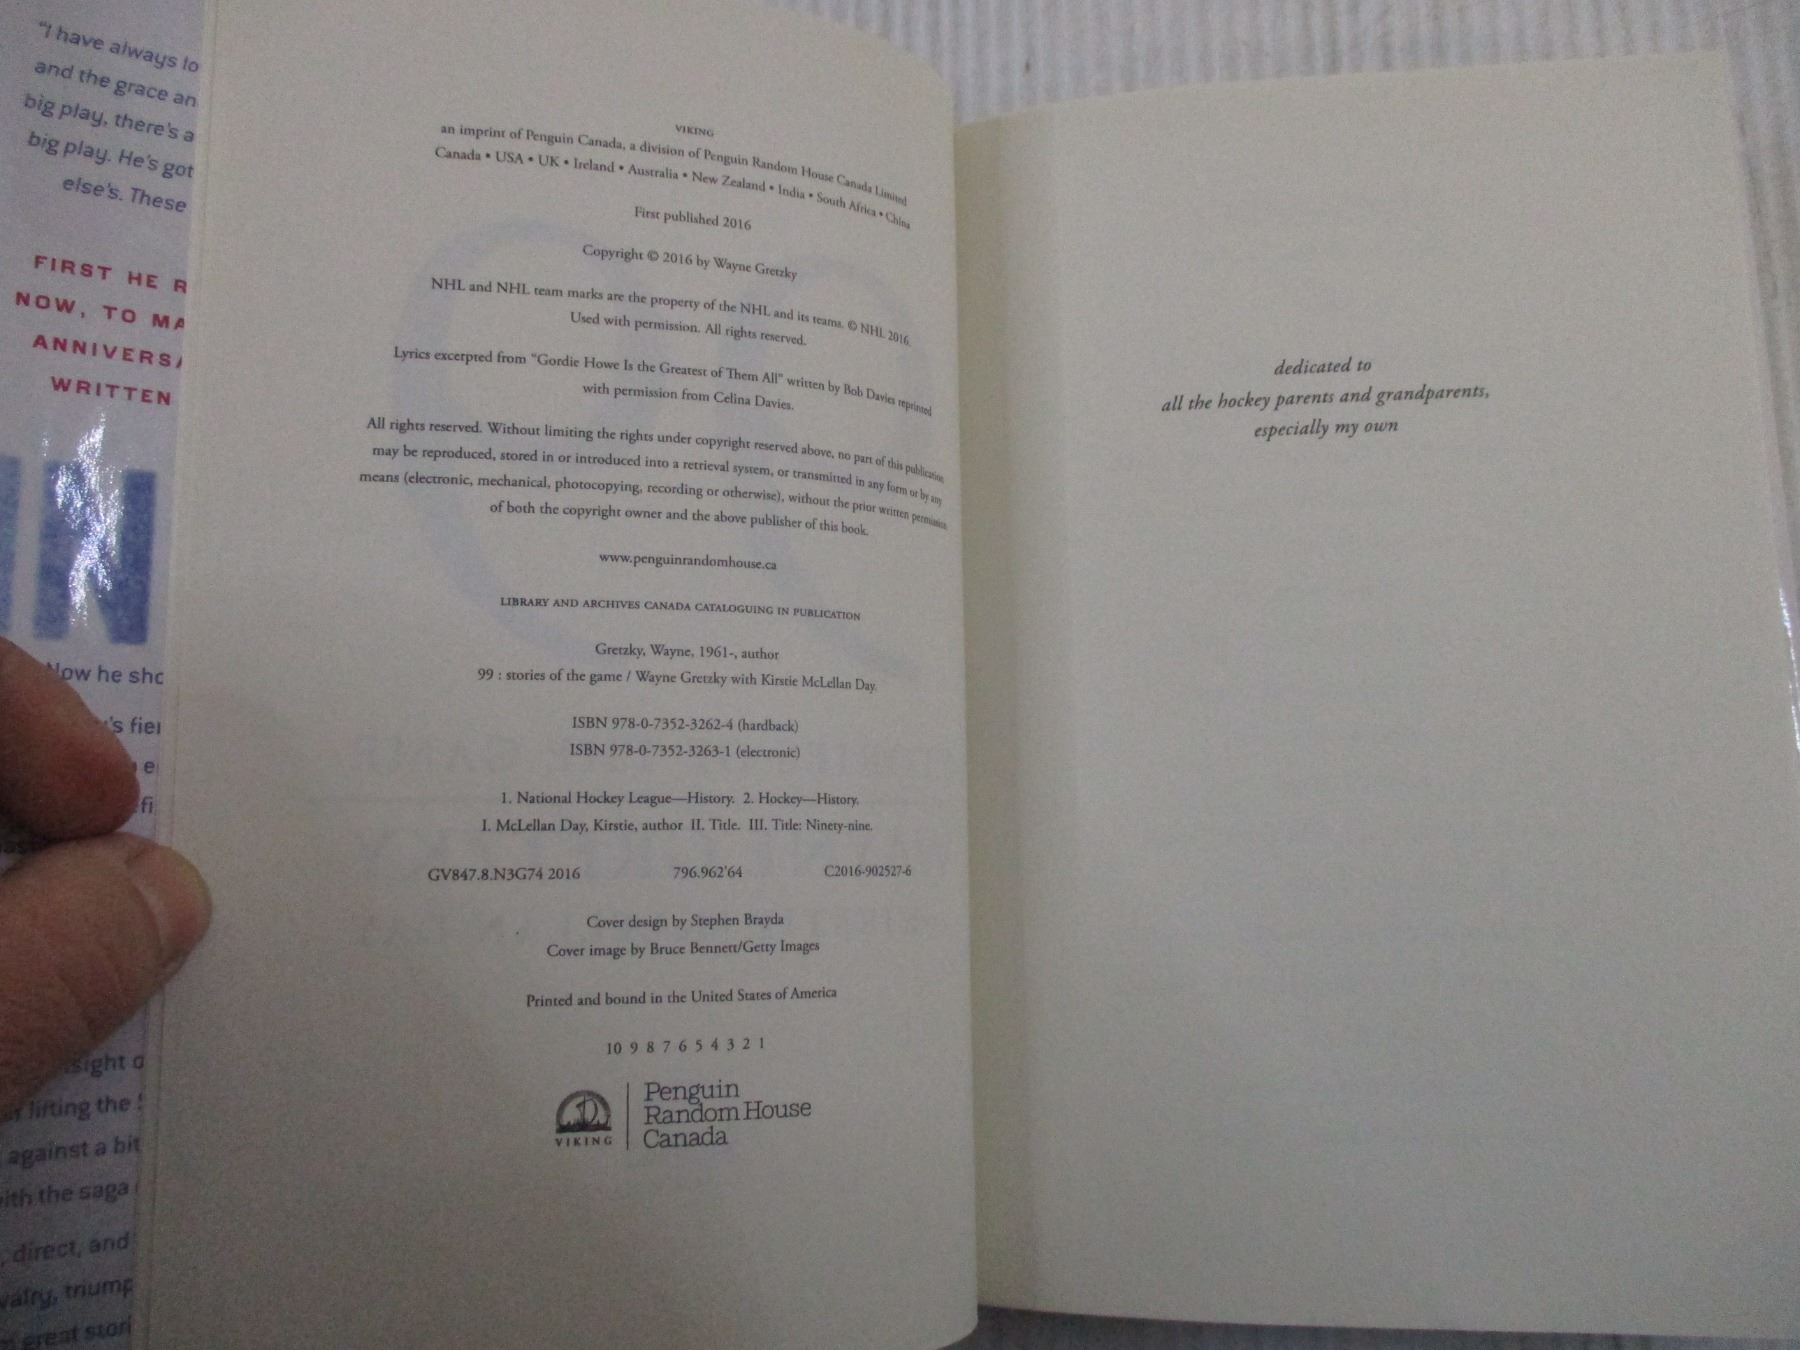 "I have always lo
and the grace an
big play, there's a
big play. He's got
else's. These
FIRST HE R
NOW, TO MA
ANNIVERSA
WRITTEN
IN
Now he sho
's fier
e
fi
sight o
lifting the
against a bit
with the saga
, direct, and
valry, triump
great stori
VIKING
an imprint of Penguin Canada, a division of Penguin Random House Canada Limited
Canada • USA • UK • Ireland • Australia • New Zealand • India • South Africa • China
First published 2016
Copyright © 2016 by Wayne Gretzky
NHL and NHL team marks are the property of the NHL and its teams. © NHL 2016.
Used with permission. All rights reserved.
Lyrics excerpted from "Gordie Howe Is the Greatest of Them All" written by Bob Davies reprinted
with permission from Celina Davies.
All rights reserved. Without limiting the rights under copyright reserved above, no part of this publication
may be reproduced, stored in or introduced into a retrieval system, or transmitted in any form or by any
means (electronic, mechanical, photocopying, recording or otherwise), without the prior written permission
of both the copyright owner and the above publisher of this book.
www.penguinrandomhouse.ca
LIBRARY AND ARCHIVES CANADA CATALOGUING IN PUBLICATION
Gretzky, Wayne, 1961-, author
99 : stories of the game / Wayne Gretzky with Kirstie McLellan Day.
ISBN 978-0-7352-3262-4 (hardback)
ISBN 978-0-7352-3263-1 (electronic)
1. National Hockey League—History. 2. Hockey—History.
I. McLellan Day, Kirstie, author II. Title. III. Title: Ninety-nine.
GV847.8.N3G74 2016 796.962'64 C2016-902527-6
Cover design by Stephen Brayda
Cover image by Bruce Bennett/Getty Images
Printed and bound in the United States of America
10 9 8 7 6 5 4 3 2 1
VIKING
Penguin
Random House
Canada
dedicated to
all the hockey parents and grandparents,
especially my own